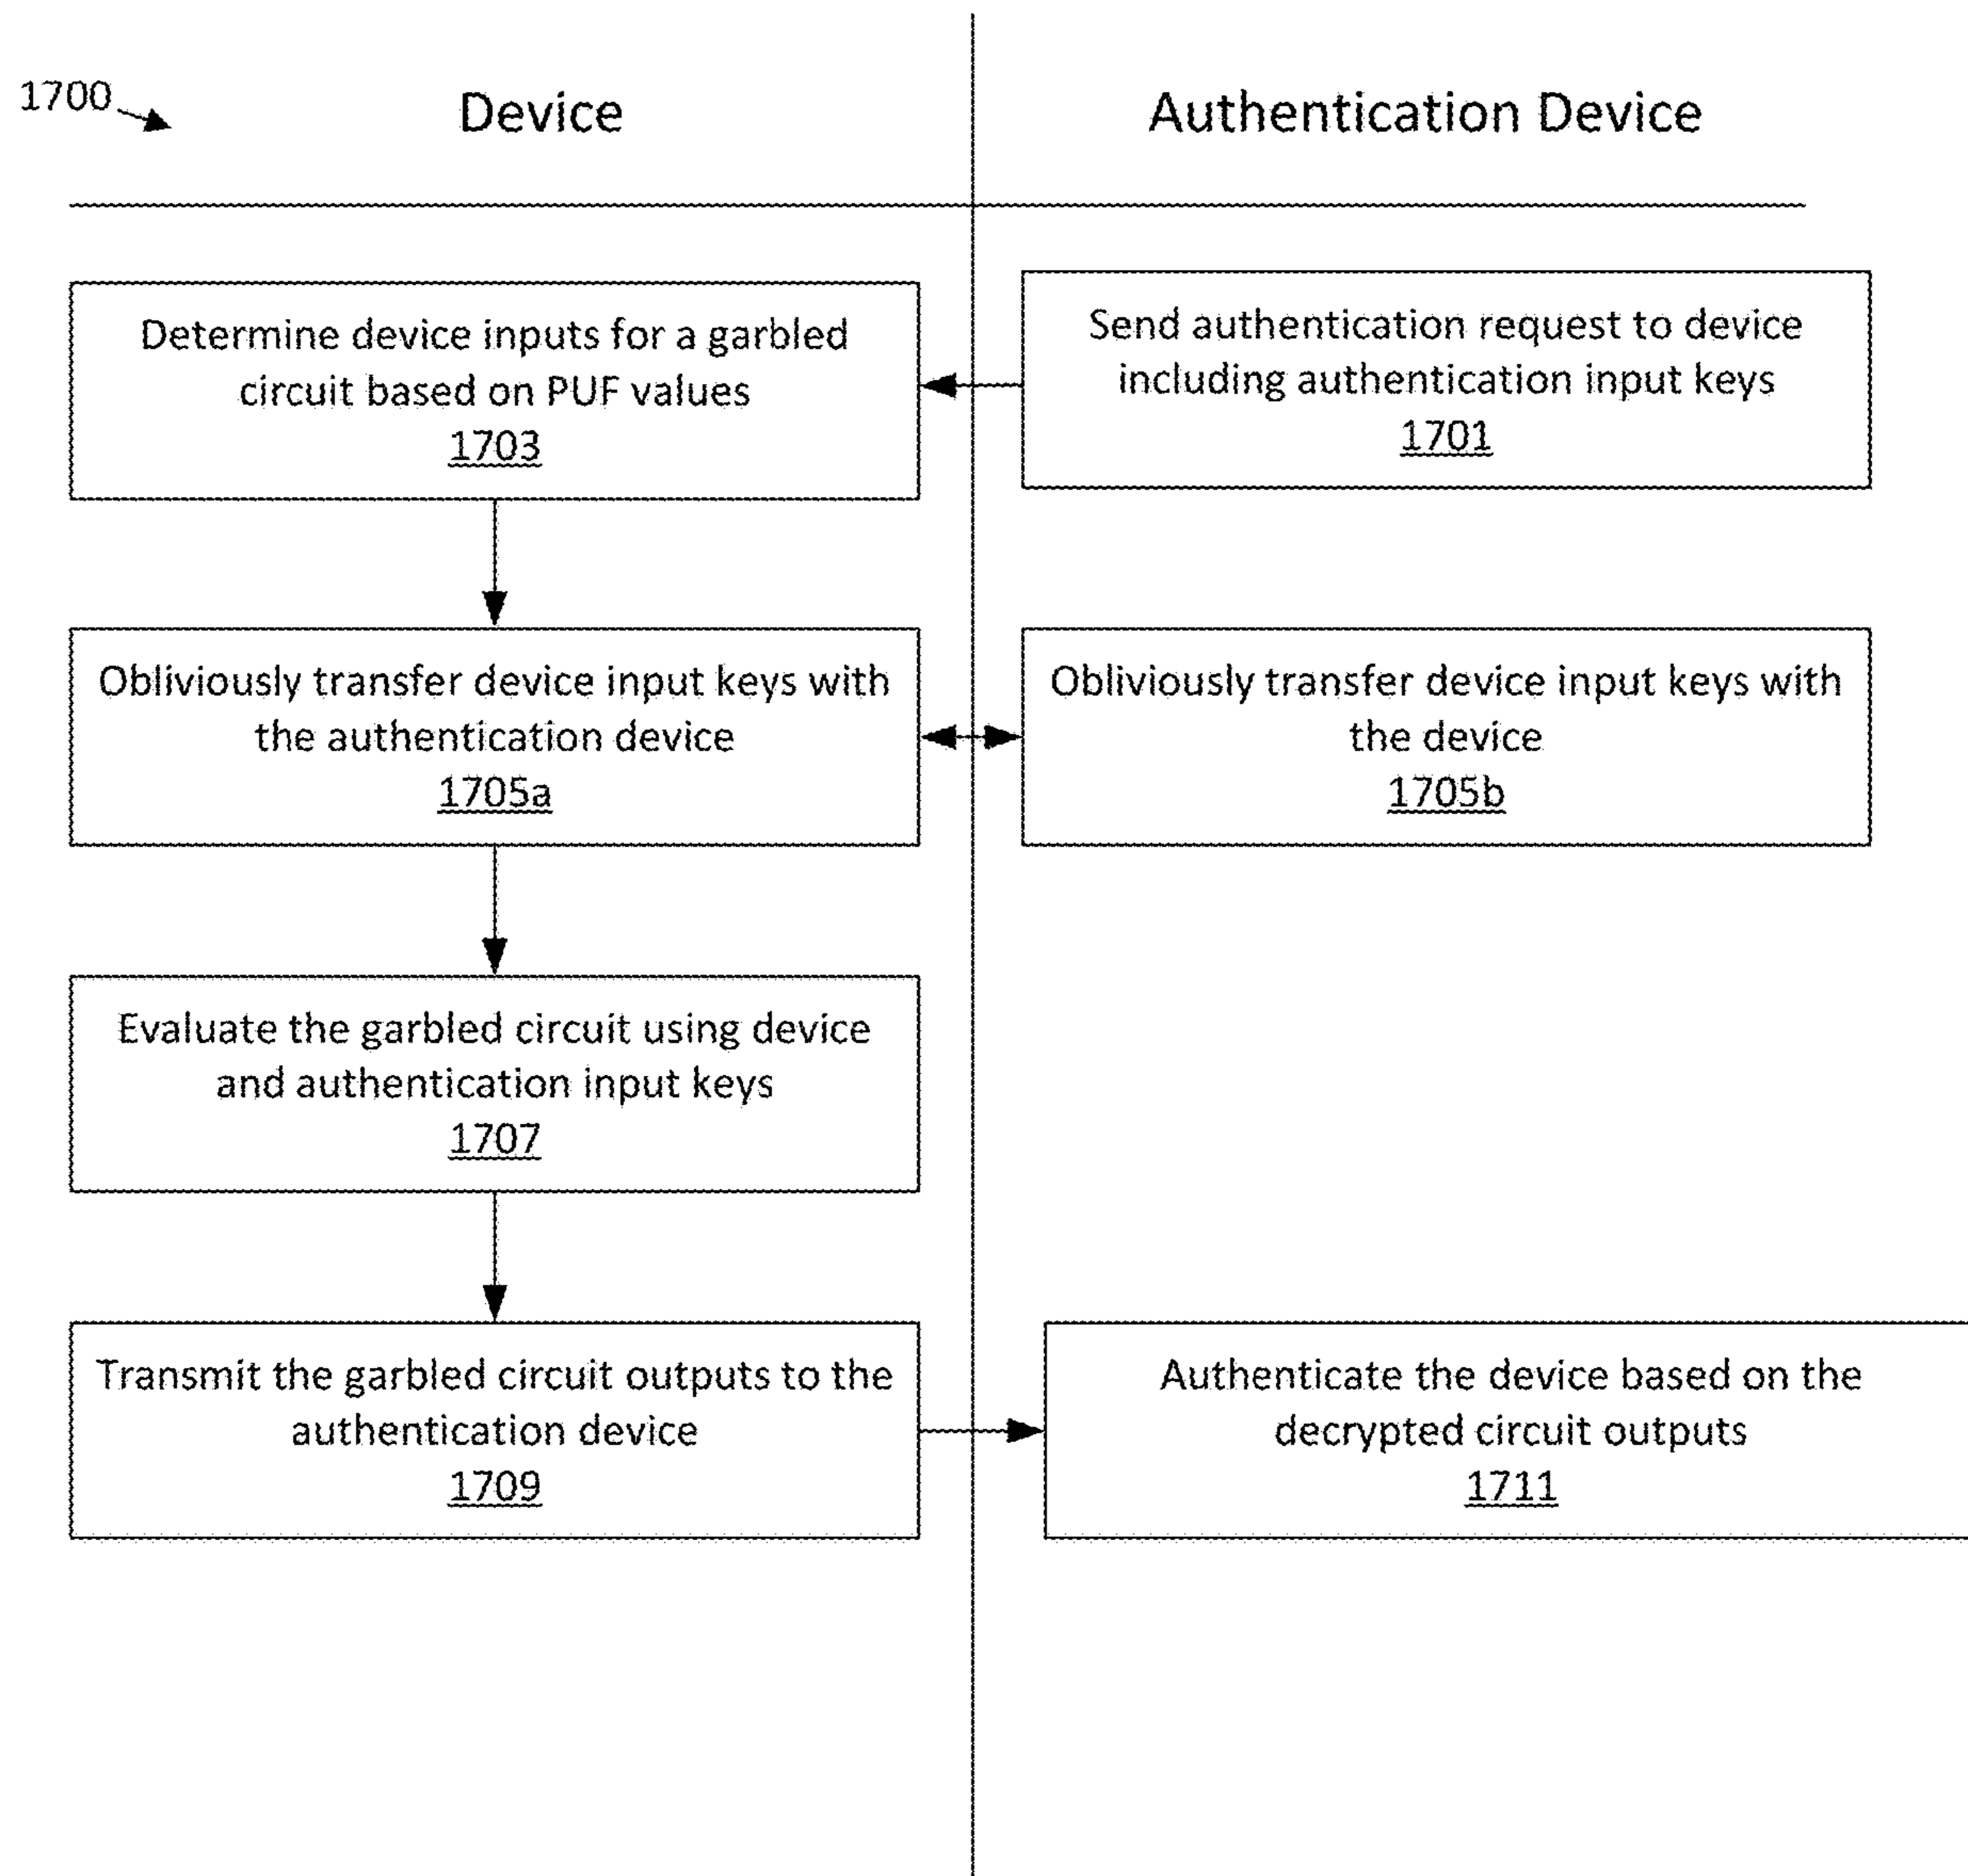 1700
Device
Authentication Device
Determine device inputs for a garbled
circuit based on PUF values
1703
Send authentication request to device
including authentication input keys
1701
Obliviously transfer device input keys with
the authentication device
1705a
Obliviously transfer device input keys with
the device
1705b
Evaluate the garbled circuit using device
and authentication input keys
1707
Transmit the garbled circuit outputs to the
authentication device
1709
Authenticate the device based on the
decrypted circuit outputs
1711